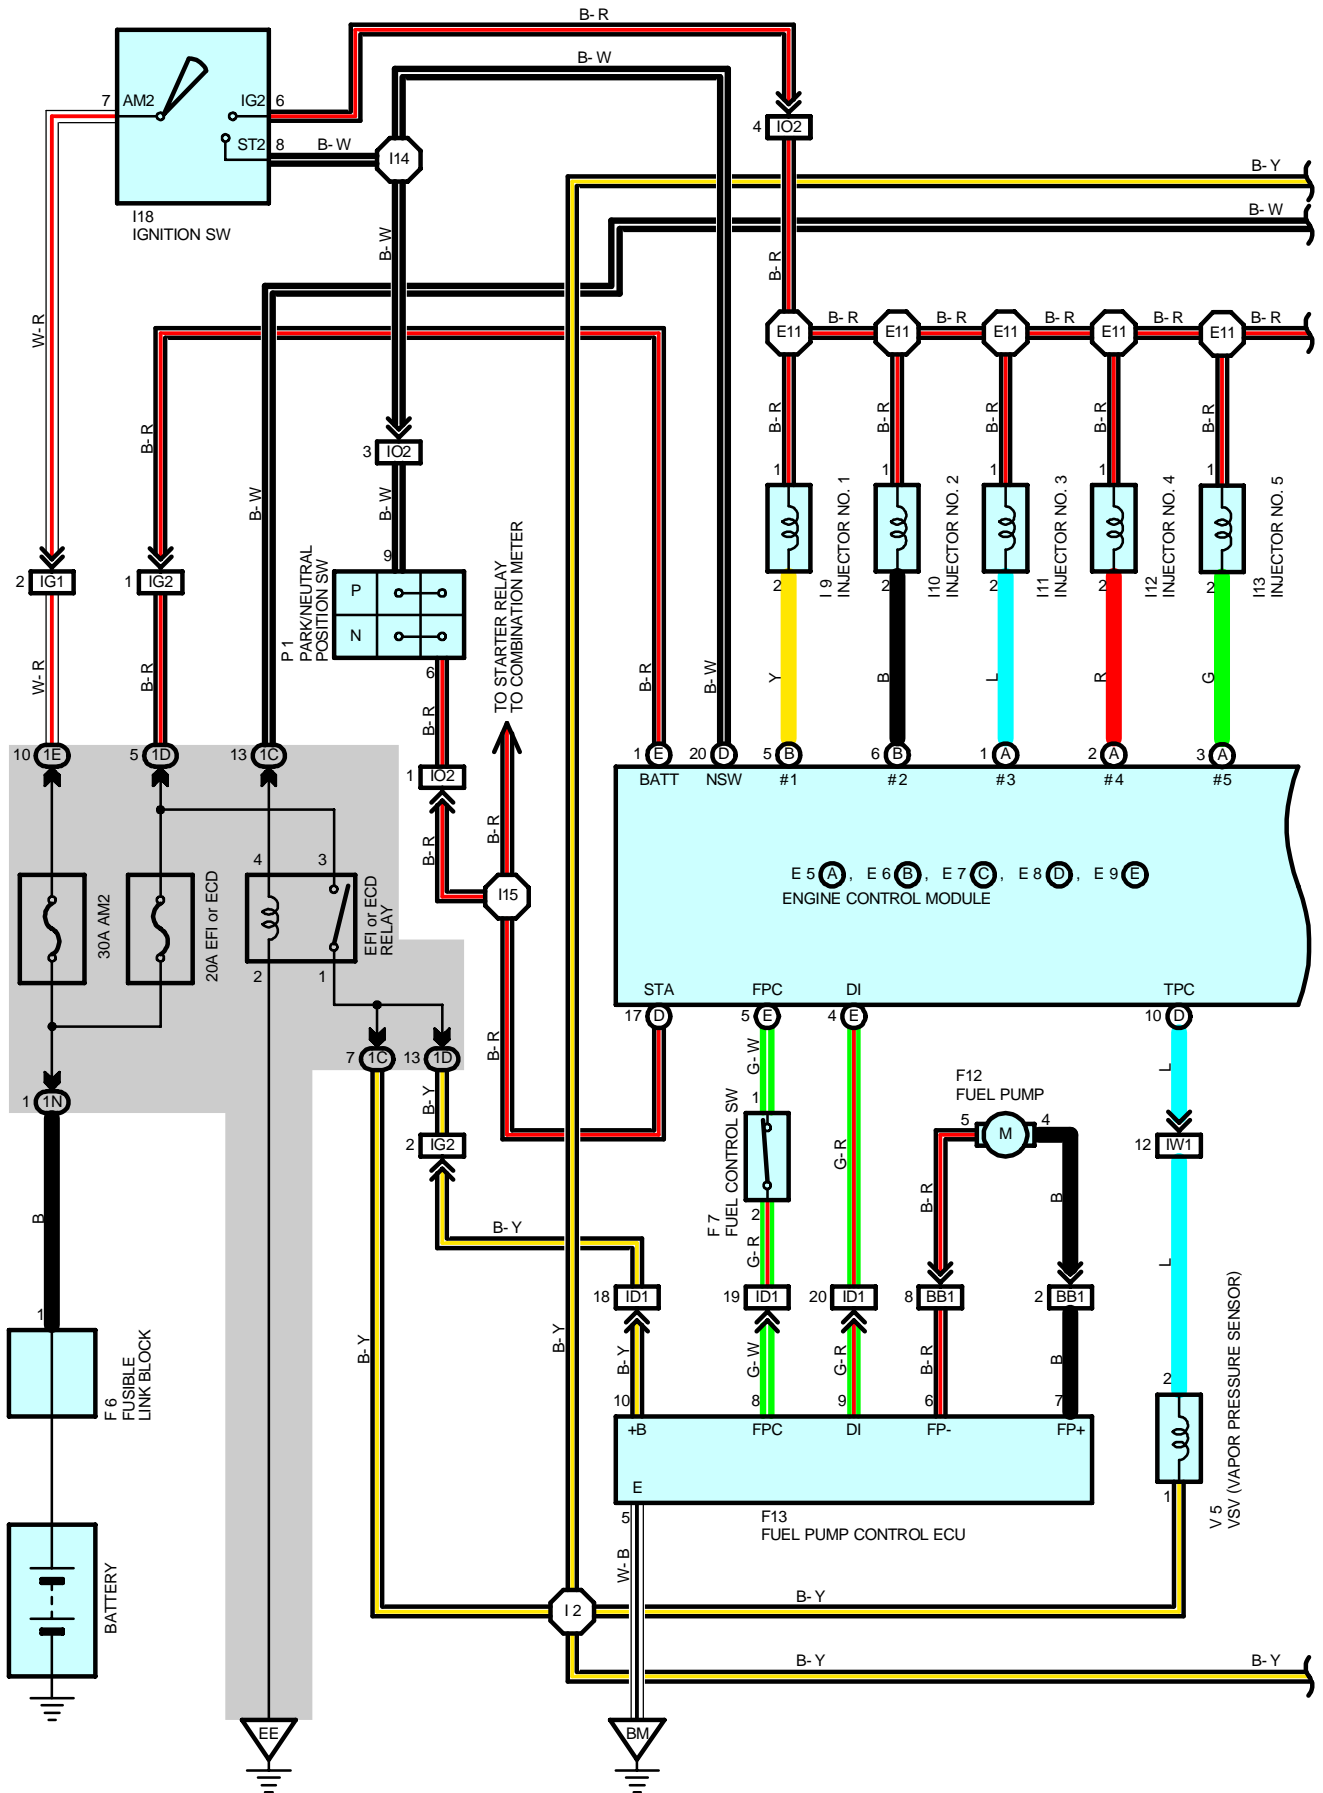 B- R
B- W
7
AM2
IG2
6
ST2
8
B- W
I14
4
IO2
I18
IGNITION SW
B- Y
B- W
B- W
B- R
W- R
E11
B- R
E11
B- R
E11
B- R
E11
B- R
E11
B- R
B- R
B- W
3
IO2
B- W
B- R
B- R
B- R
B- R
B- R
1
1
1
1
1
2
2
2
2
2
I 9
INJECTOR NO. 1
I10
INJECTOR NO. 2
I11
INJECTOR NO. 3
I12
INJECTOR NO. 4
I13
INJECTOR NO. 5
2
IG1
1
IG2
9
P
N
P 1
PARK/NEUTRAL
POSITION SW
6
TO STARTER RELAY
TO COMBINATION METER
W- R
B- R
B- R
B- R
B- W
Y
B
L
R
G
10
1E
5
1D
13
1C
1
IO2
1
E
20
D
5
B
6
B
1
A
2
A
3
A
BATT
NSW
#1
#2
#3
#4
#5
B- R
B- R
I15
4
3
2
1
30A AM2
20A EFI or ECD
EFI or ECD
RELAY
E 5 A , E 6 B , E 7 C , E 8 D , E 9 E
ENGINE CONTROL MODULE
STA
FPC
DI
TPC
17
D
5
E
4
E
10
D
7
1C
13
1D
B- R
1
1N
B- Y
2
IG2
G- W
1
2
F 7
FUEL CONTROL SW
G- R
G- R
F12
FUEL PUMP
5
M
4
L
12
IW1
B- R
B
B
B- Y
18
ID1
19
ID1
20
ID1
8
BB1
2
BB1
L
1
F 6
FUSIBLE
LINK BLOCK
B- Y
B- Y
B- Y
G- W
G- R
B- R
B
10
8
9
6
7
+B
FPC
DI
FP-
FP+
E
2
1
V 5
VSV (VAPOR PRESSURE SENSOR)
5
F13
FUEL PUMP CONTROL ECU
W- B
BATTERY
I 2
B- Y
B- Y
B- Y
EE
BM